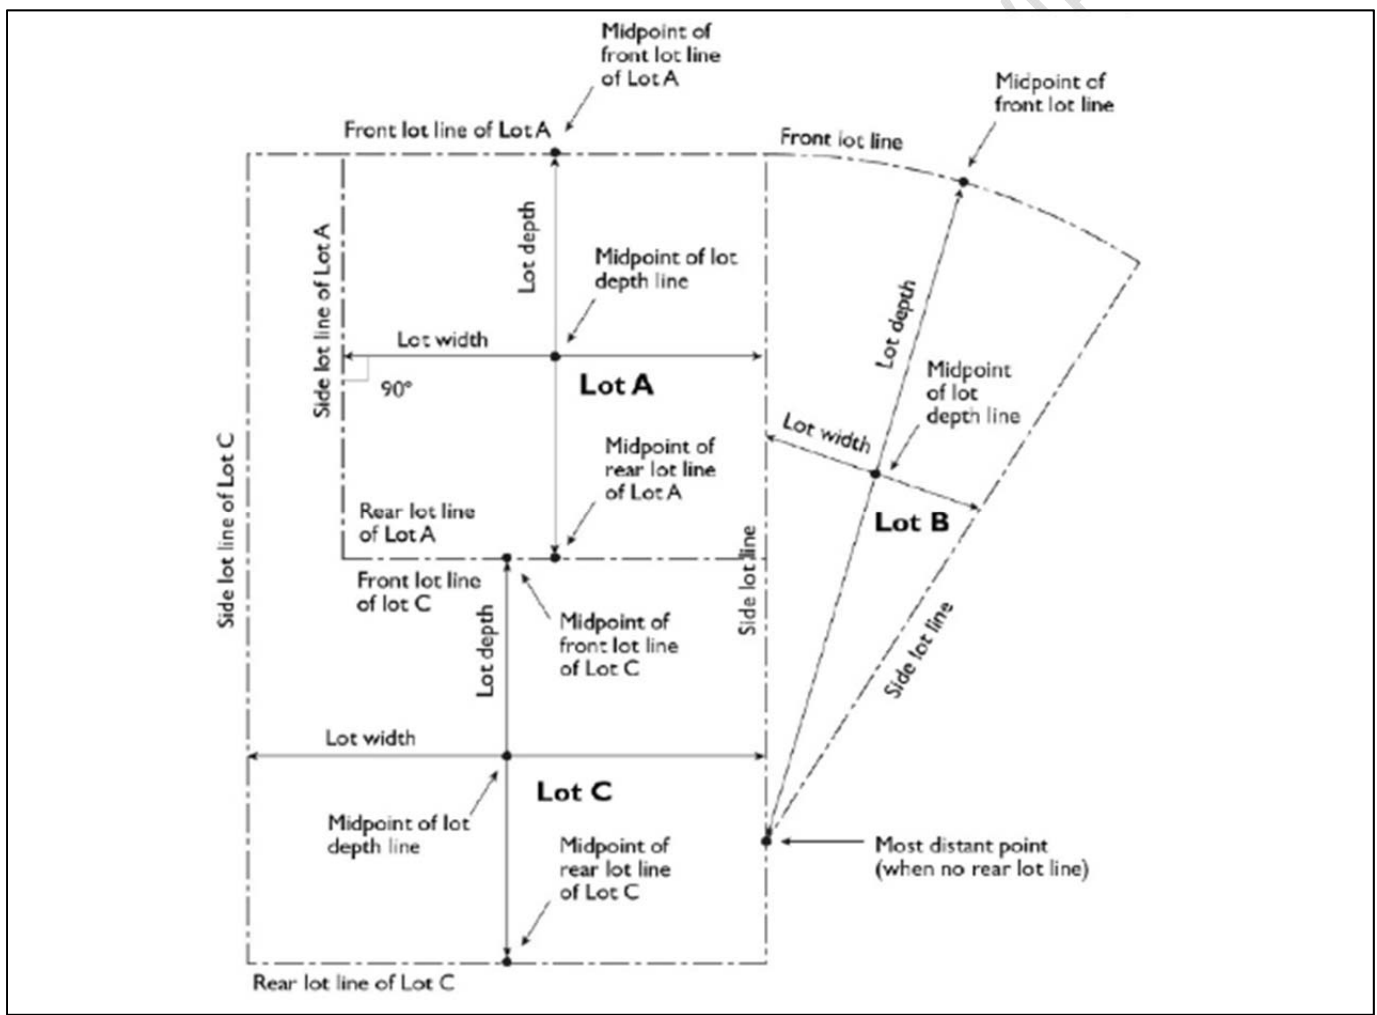 Midpoint of
front lot line
of Lot A
Midpoint of
front lot line
Front lot line of Lot A
Front lot line
Side lot line of Lot A
Lot depth
Midpoint of lot
depth line
Lot depth
Lot width
90°
Lot A
Midpoint
of lot
depth line
Lot width
Side lot line of Lot C
Midpoint of
rear lot line
of Lot A
Rear lot line
of Lot A
Lot B
Side lot line
Front lot line
of lot C
Lot depth
Midpoint of
front lot line
of Lot C
Side lot line
Lot width
Lot C
Midpoint of lot
depth line
Midpoint of
rear lot line
of Lot C
Most distant point
(when no rear lot line)
Rear lot line of Lot C